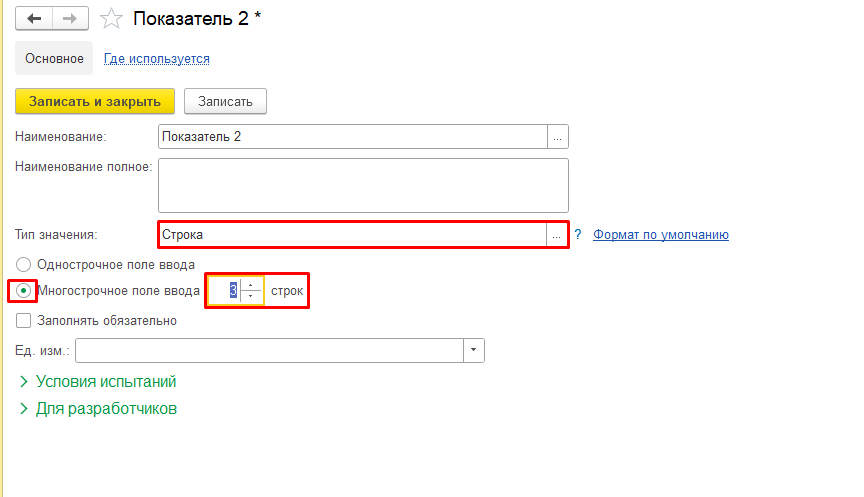 Показатель 2 *
Основное Где используется
Записать и закрыть Записать
Наименование: Показатель 2 ...
Наименование полное:
Тип значения: Строка ... ? Формат по умолчанию
Однострочное поле ввода
Многострочное поле ввода 3 строк
Заполнять обязательно
Ед. изм.:
Условия испытаний
Для разработчиков